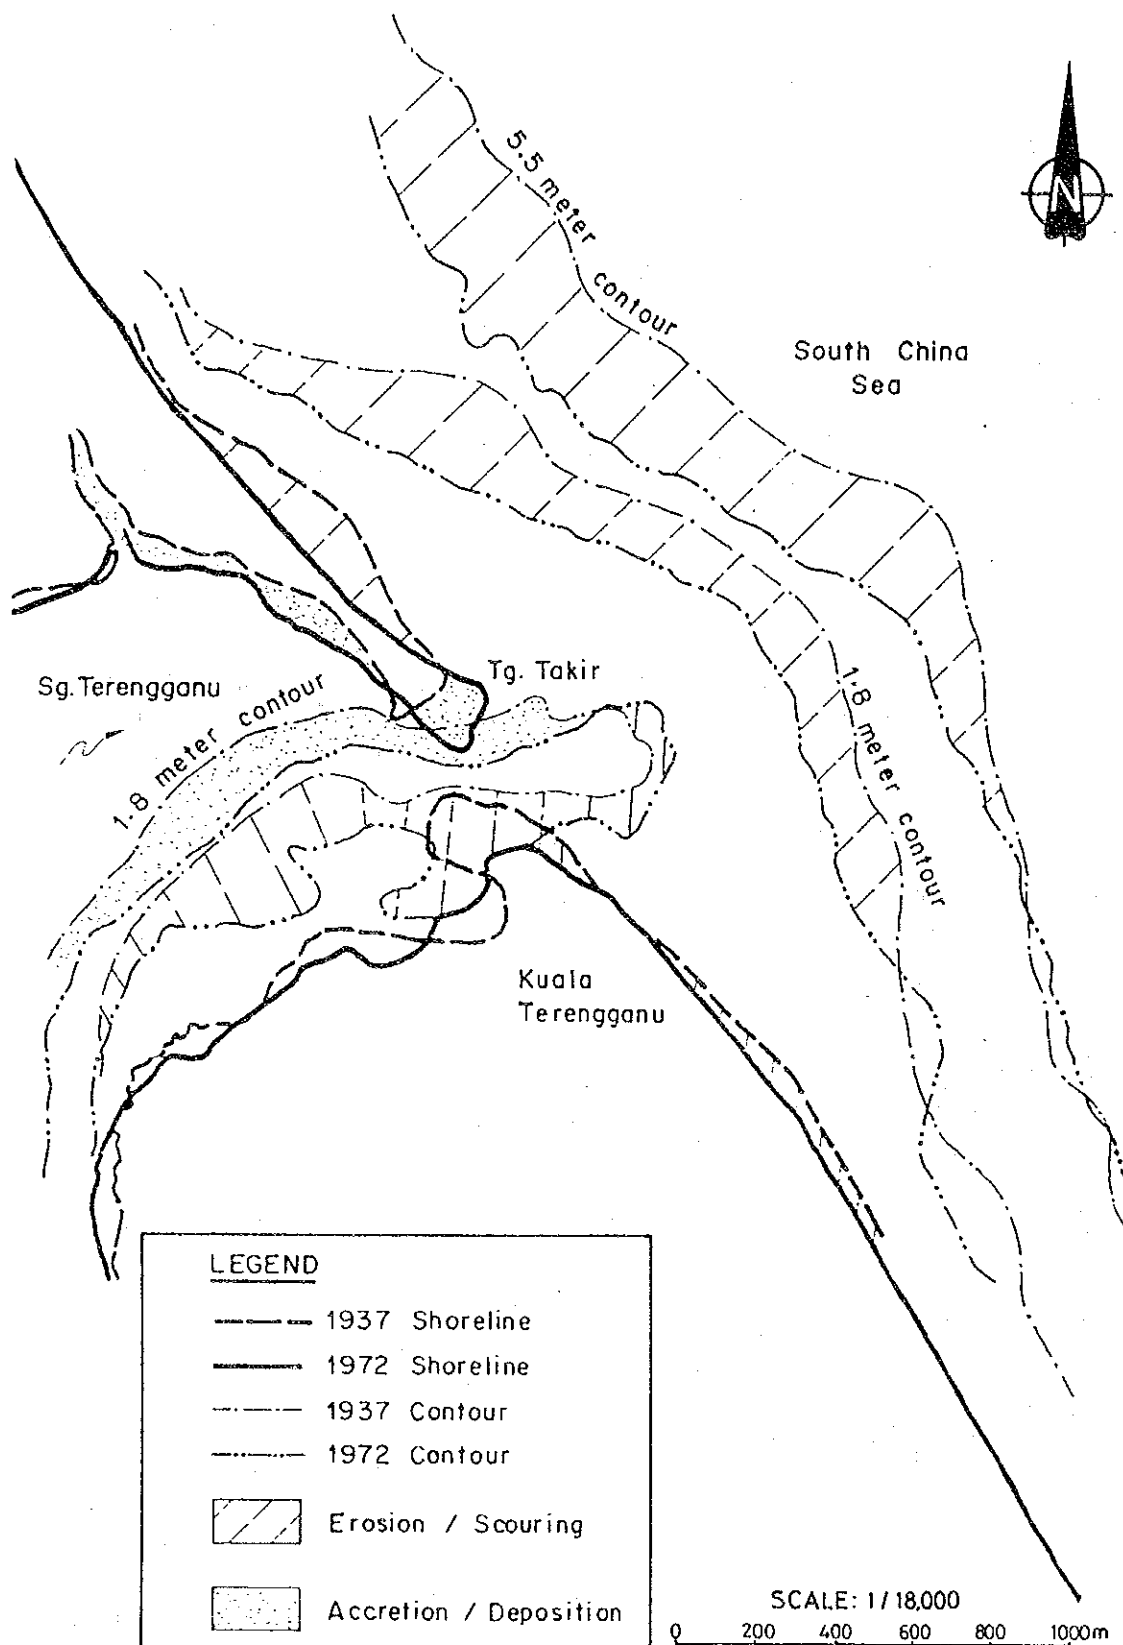 5.5 meter
contour
N
South China
Sea
Sg. Terengganu
Tg. Takir
1.8 meter contour
1.8 meter contour
Kuala
Terengganu
LEGEND
1937 Shoreline
1972 Shoreline
1937 Contour
1972 Contour
Erosion / Scouring
Accretion / Deposition
SCALE: 1/18,000
0 200 400 600 800 1000m